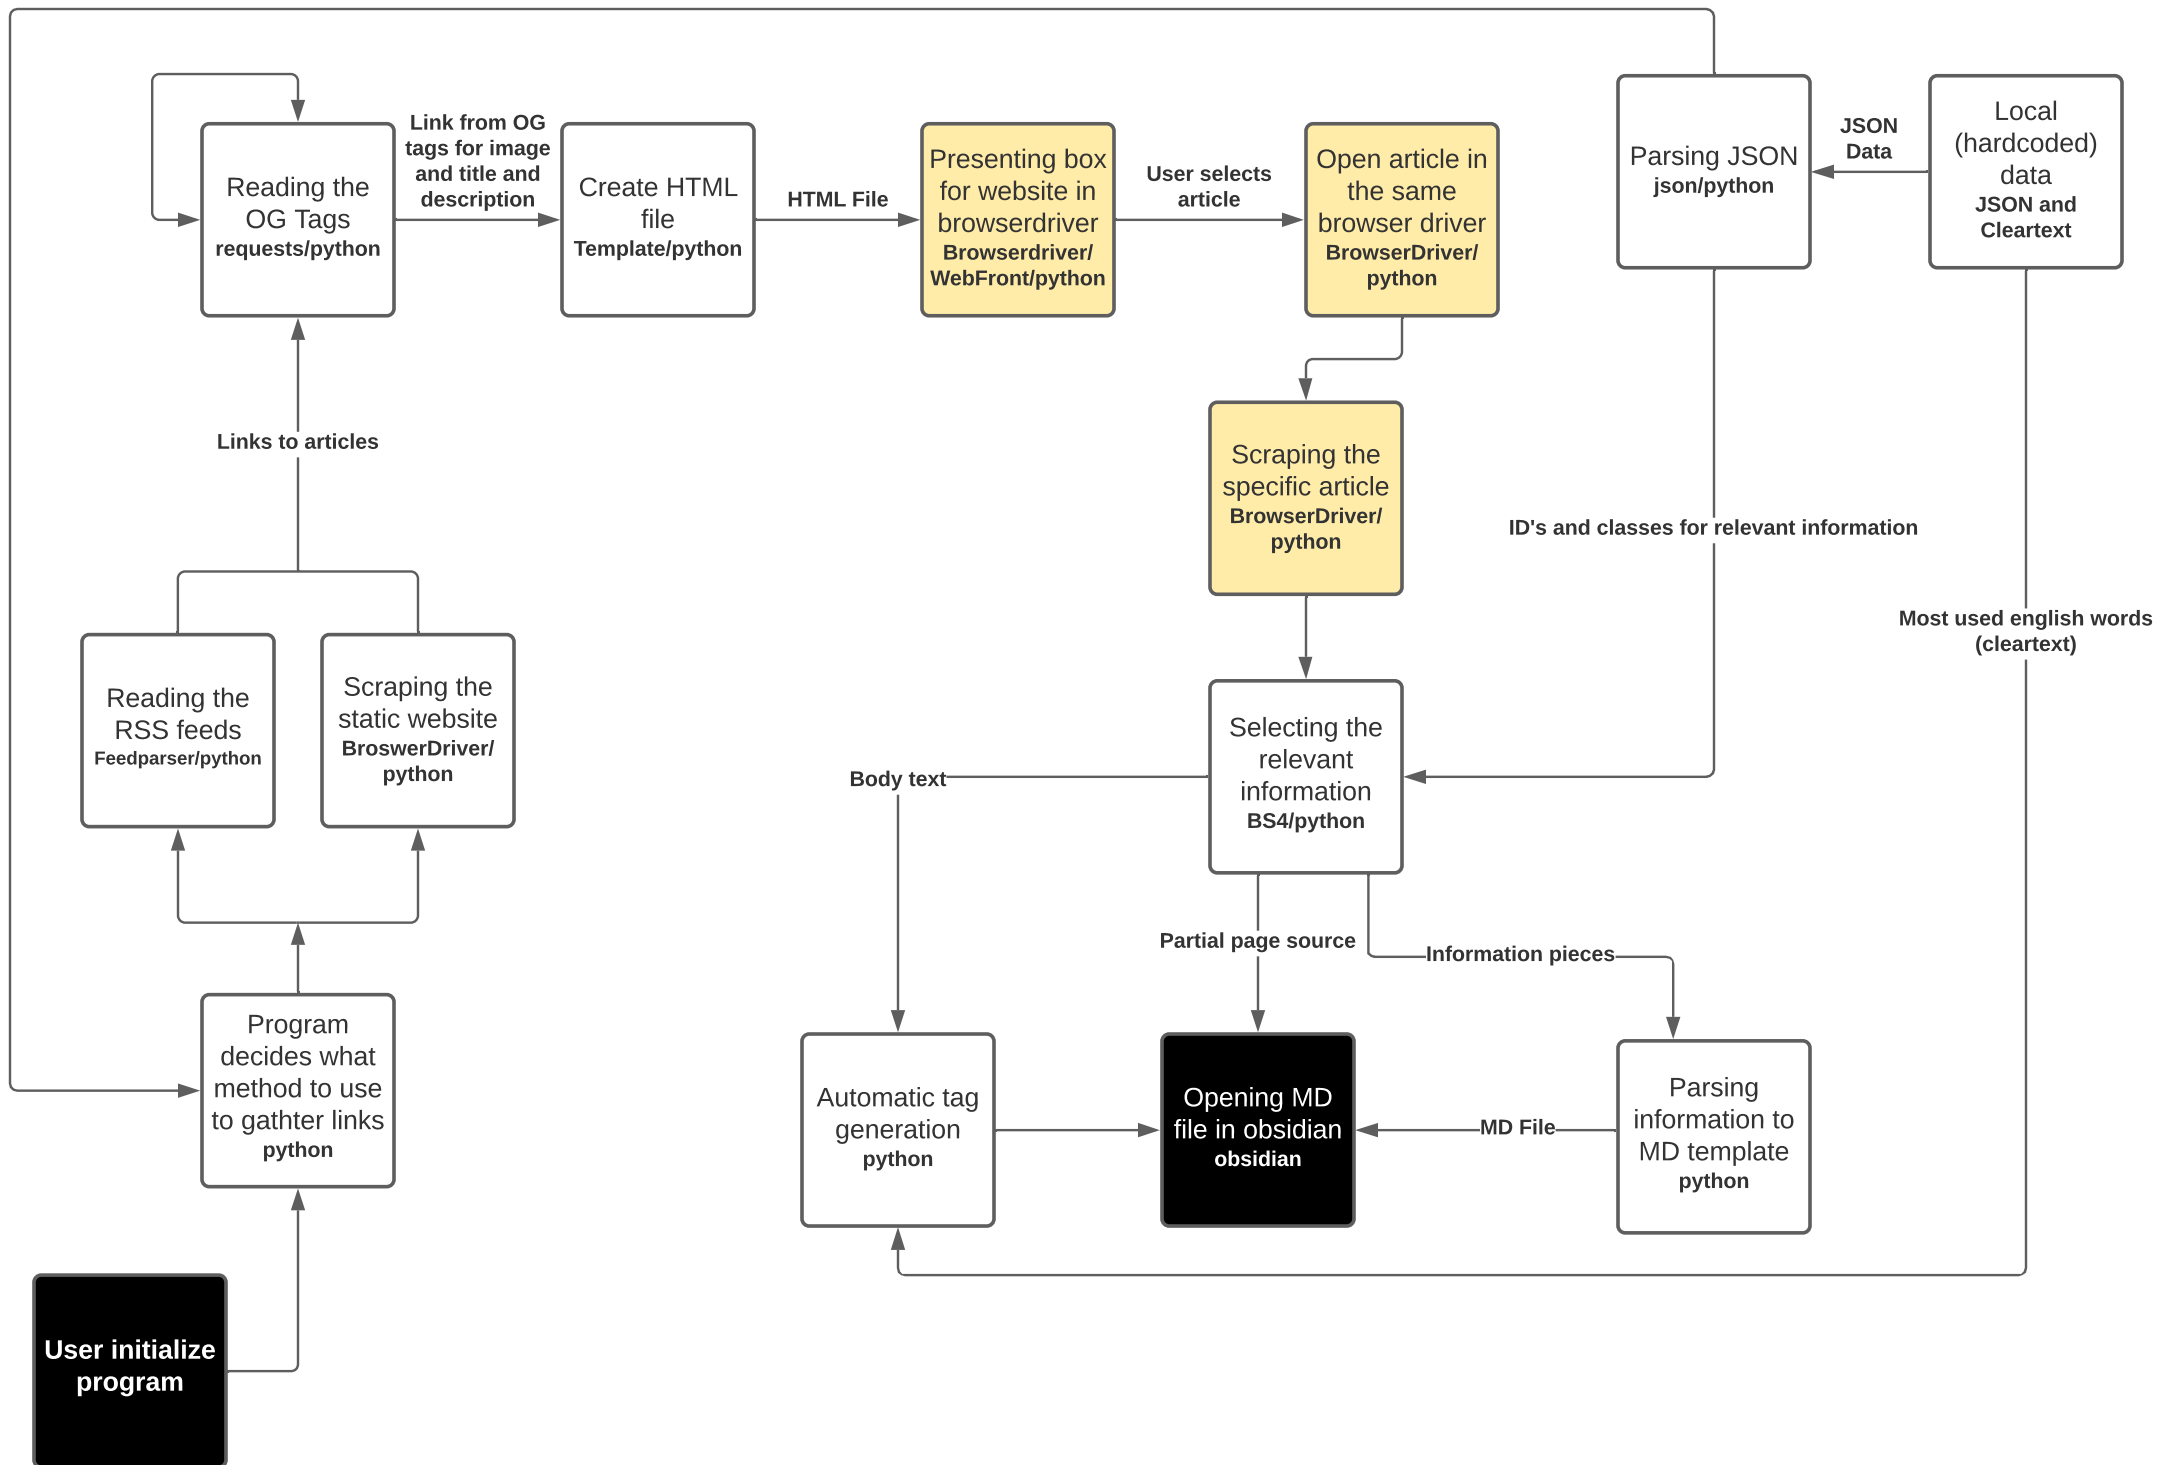 Reading the
OG Tags
requests/python
Link from OG
tags for image
and title and
description
Create HTML
file
Template/python
HTML File
Presenting box
for website in
browserdriver
Browserdriver/
WebFront/python
User selects
article
Open article in
the same
browser driver
BrowserDriver/
python
Parsing JSON
json/python
JSON
Data
Local
(hardcoded)
data
JSON and
Cleartext
Links to articles
Scraping the
specific article
BrowserDriver/
python
ID's and classes for relevant information
Most used english words
(cleartext)
Reading the
RSS feeds
Feedparser/python
Scraping the
static website
BroswerDriver/
python
Selecting the
relevant
information
BS4/python
Body text
Partial page source
Information pieces
Program
decides what
method to use
to gathter links
python
Automatic tag
generation
python
Opening MD
file in obsidian
obsidian
MD File
Parsing
information to
MD template
python
User initialize
program